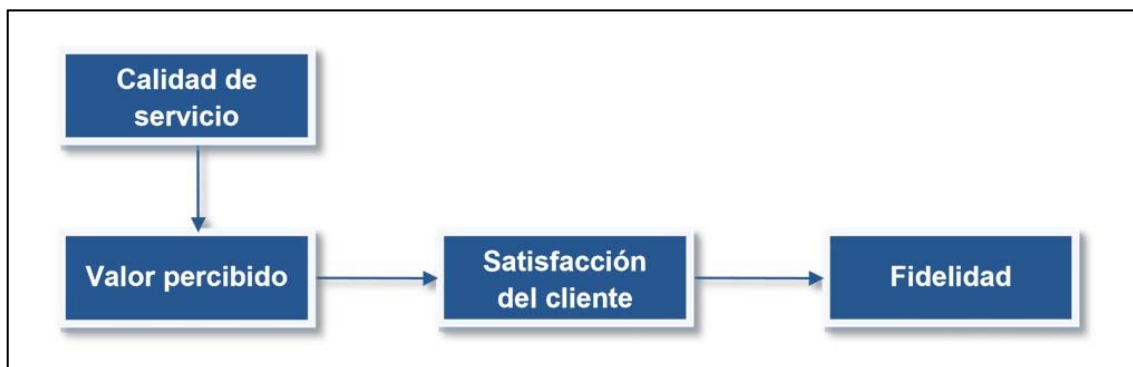 Calidad de
servicio
Valor percibido
Satisfacción
del cliente
Fidelidad